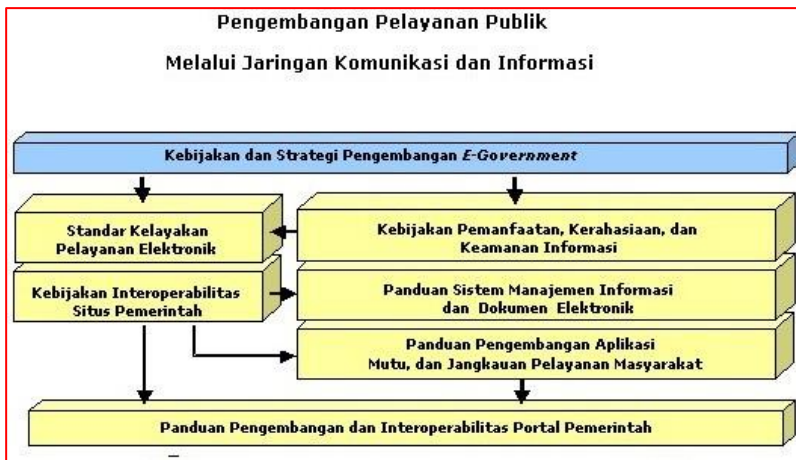 Pengembangan Pelayanan Publik
Melalui Jaringan Komunikasi dan Informasi
Kebijakan dan Strategi Pengembangan E-Government
Standar Kelayakan
Pelayanan Elektronik
Kebijakan Pemanfaatan, Kerahasiaan, dan
Keamanan Informasi
Kebijakan Interoperabilitas
Situs Pemerintah
Panduan Sistem Manajemen Informasi
dan Dokumen Elektronik
Panduan Pengembangan Aplikasi
Mutu, dan Jangkauan Pelayanan Masyarakat
Panduan Pengembangan dan Interoperabilitas Portal Pemerintah